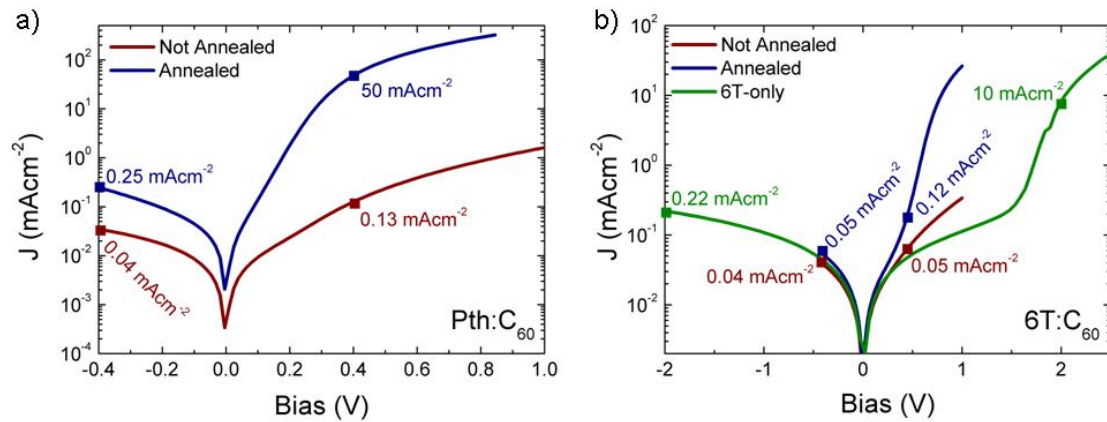 a)
Not Annealed
Annealed
50 mAcm⁻²
0.25 mAcm⁻²
0.13 mAcm⁻²
0.04 mAcm⁻²
Pth:C₆₀
J (mAcm⁻²)
10²
10¹
10⁰
10⁻¹
10⁻²
10⁻³
10⁻⁴
-0.4 -0.2 0.0 0.2 0.4 0.6 0.8 1.0
Bias (V)
b)
Not Annealed
Annealed
6T-only
10 mAcm⁻²
0.22 mAcm⁻²
0.05 mAcm⁻²
0.12 mAcm⁻²
0.04 mAcm⁻²
0.05 mAcm⁻²
6T:C₆₀
J (mAcm⁻²)
10²
10¹
10⁰
10⁻¹
10⁻²
-2 -1 0 1 2
Bias (V)